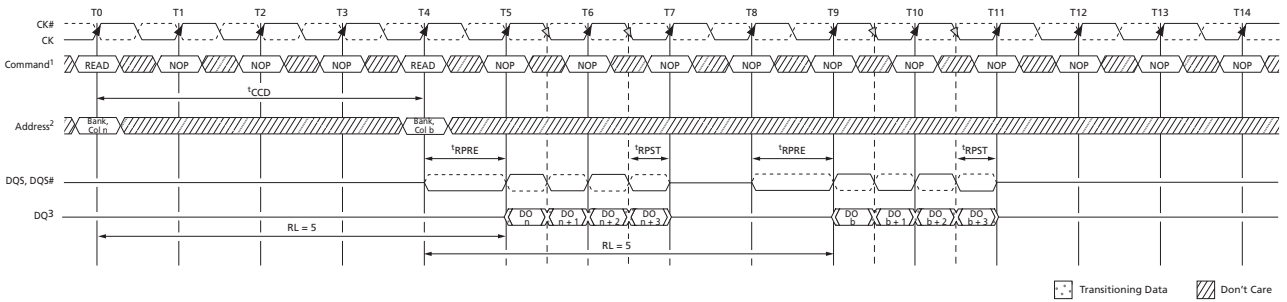 T0 T1 T2 T3 T4 T5 T6 T7 T8 T9 T10 T11 T12 T13 T14
CK#
CK
Command1 READ NOP NOP NOP READ NOP NOP NOP NOP NOP NOP NOP NOP NOP NOP
tCCD
Address2 Bank, Col n Bank, Col b
tRPRE tRPST tRPRE tRPST
DQS, DQS#
DQ3 DO n DO n + 1 DO n + 2 DO n + 3 DO b DO b + 1 DO b + 2 DO b + 3
RL = 5
RL = 5
Transitioning Data Don't Care